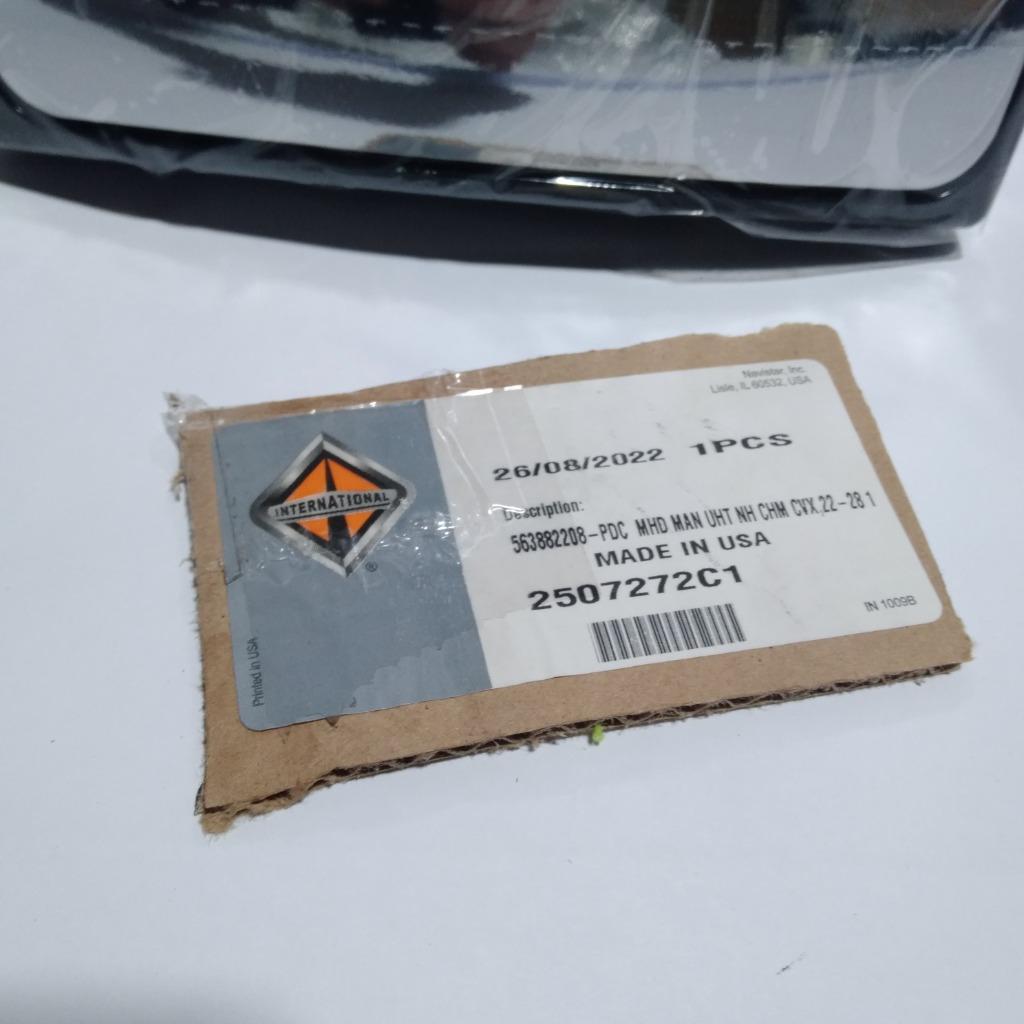 Navistar, Inc.
Lisle, IL 60532, USA
26/08/2022 1PCS
Description:
563882208-PDC MHD MAN UHT NH CHM CVX 22-28 1
MADE IN USA
2507272C1
IN 1009B
INTERNATIONAL
®
Printed in USA